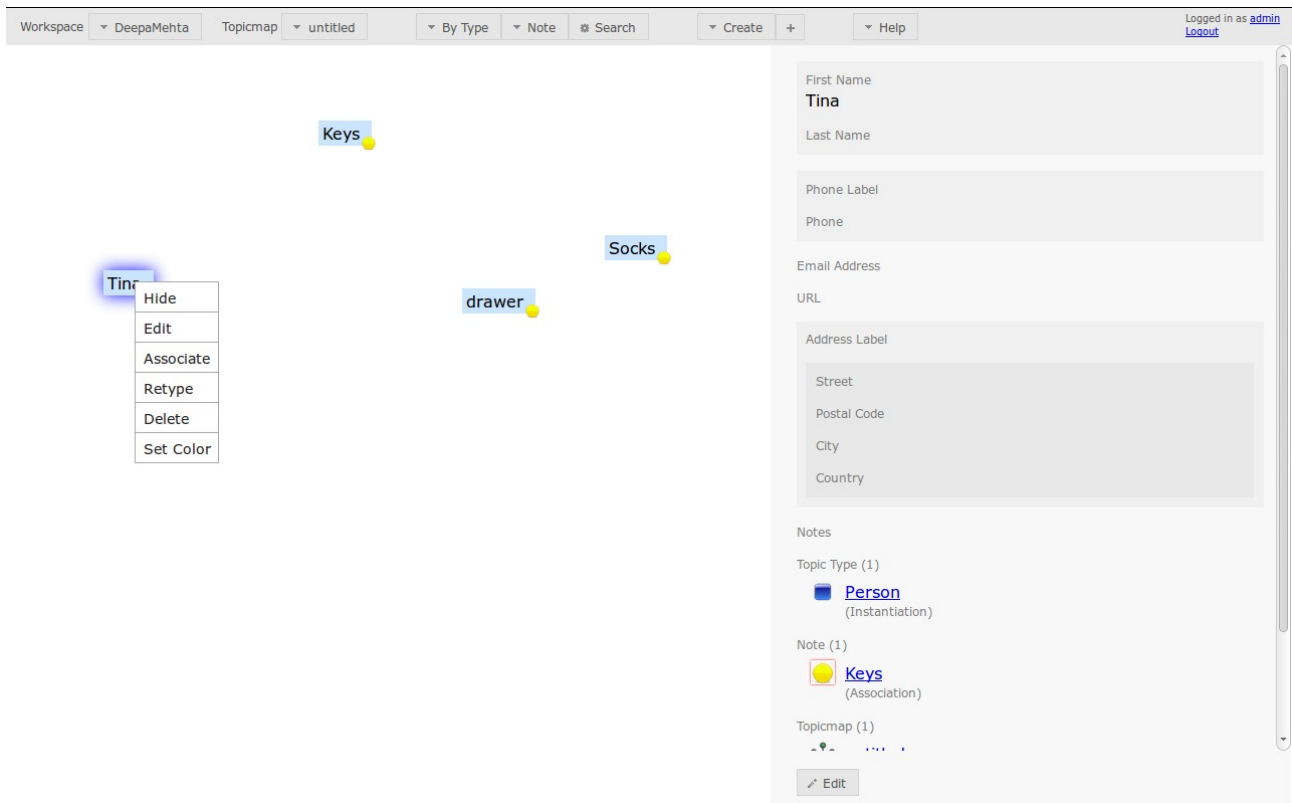 Workspace DeepaMehta Topicmap untitled By Type Note Search Create + Help Logged in as admin
Logout
Keys
Socks
Tina
drawer
Hide
Edit
Associate
Retype
Delete
Set Color
First Name
Tina
Last Name
Phone Label
Phone
Email Address
URL
Address Label
Street
Postal Code
City
Country
Notes
Topic Type (1)
Person
(Instantiation)
Note (1)
Keys
(Association)
Topicmap (1)
Edit